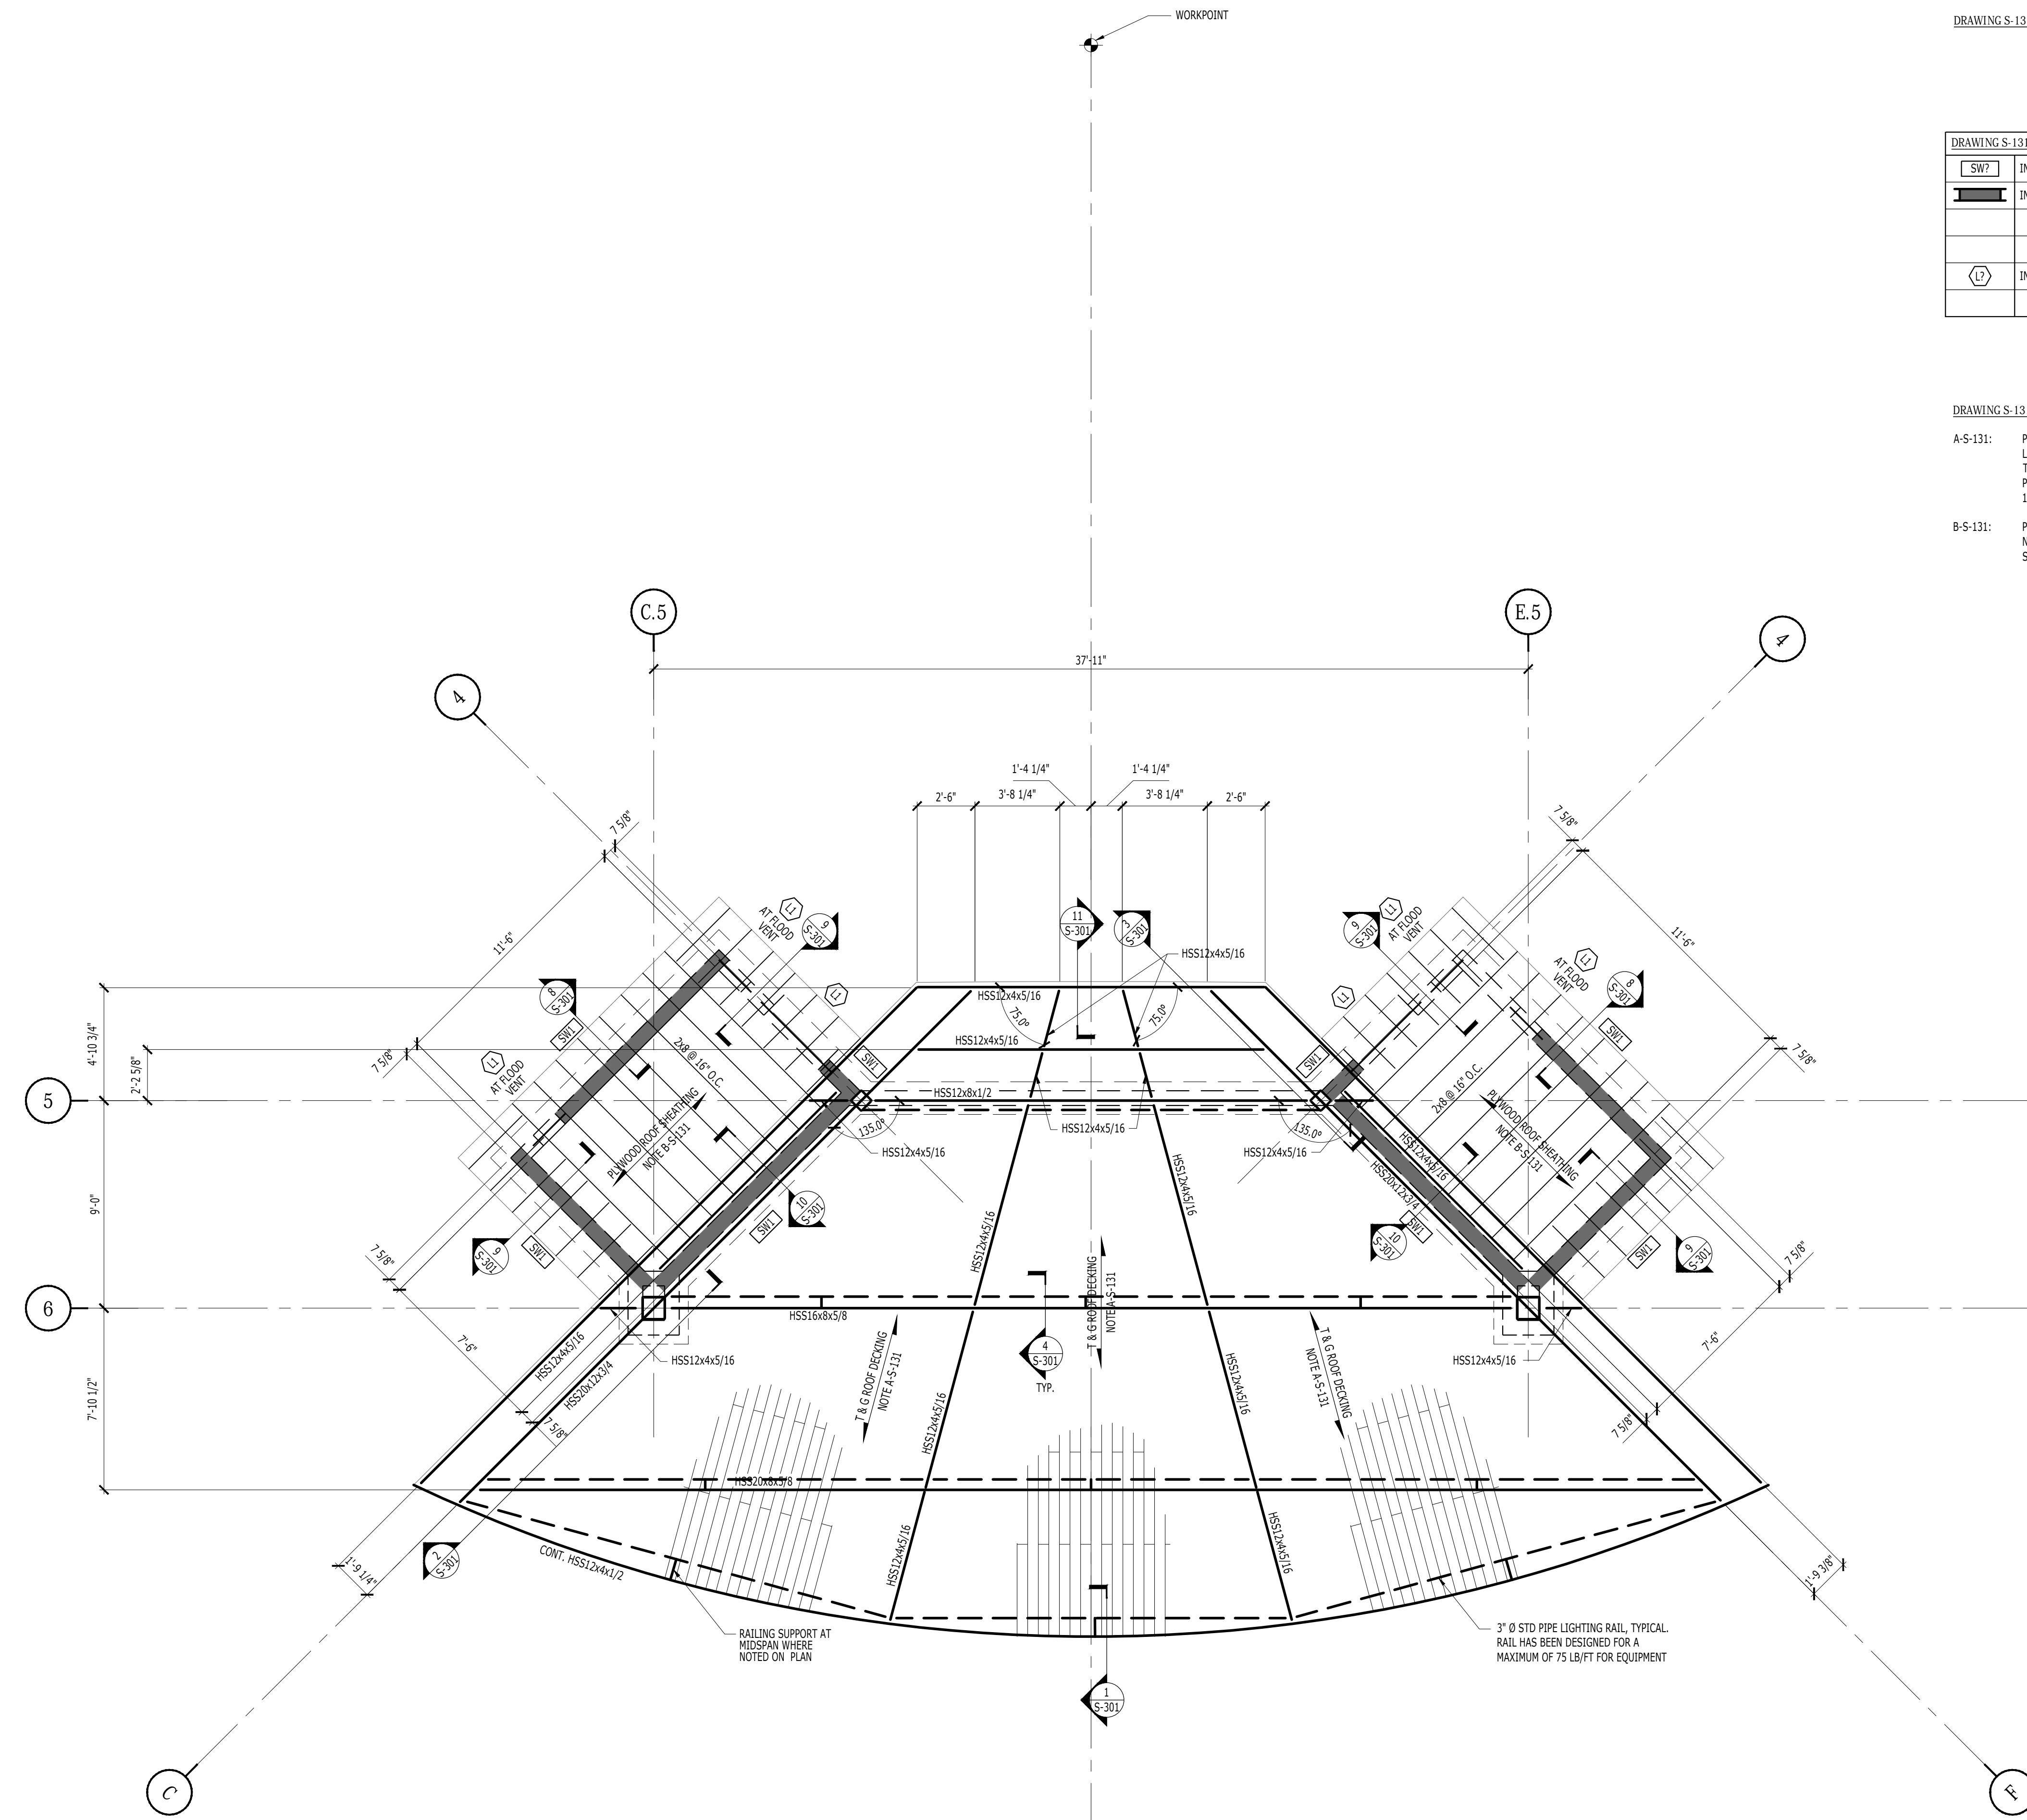 WORKPOINT
DRAWING S-13
DRAWING S-131
SW?
IN
IN
L?
IN
DRAWING S-13
A-S-131:
P
L
T
P
1
B-S-131:
P
N
S
C.5
E.5
4
4
37'-11"
1'-4 1/4"
1'-4 1/4"
2'-6"
3'-8 1/4"
3'-8 1/4"
2'-6"
7 5/8"
7 5/8"
11'-6"
11'-6"
L1
AT FLOOD
VENT
9
S-301
11
S-301
3
S-301
9
S-301
L1
AT FLOOD
VENT
HSS12x4x5/16
8
S-301
L1
L1
L1
AT FLOOD
VENT
8
S-301
HSS12x4x5/16
75.0°
75.0°
4'-10 3/4"
2'-2 5/8"
SW1
SW1
SW1
SW1
HSS12x4x5/16
7 5/8"
7 5/8"
L1
AT FLOOD
VENT
2x8 @ 16" O.C.
2x8 @ 16" O.C.
HSS12x8x1/2
5
135.0°
135.0°
HSS12x4x5/16
HSS12x4x5/16
HSS12x4x5/16
PLYWOOD ROOF SHEATHING
NOTE B-S-131
PLYWOOD ROOF SHEATHING
NOTE B-S-131
HSS12x4x5/16
HSS20x12x3/4
HSS12x4x5/16
HSS12x4x5/16
9'-0"
10
S-301
SW1
10
S-301
SW1
9
S-301
SW1
SW1
9
S-301
7 5/8"
7 5/8"
6
HSS16x8x5/8
T & G ROOF DECKING
NOTE A-S-131
4
S-301
TYP.
T & G ROOF DECKING
NOTE A-S-131
T & G ROOF DECKING
NOTE A-S-131
7'-6"
7'-6"
HSS12x4x5/16
HSS12x4x5/16
HSS12x4x5/16
HSS20x12x3/4
7'-10 1/2"
HSS12x4x5/16
HSS12x4x5/16
7 5/8"
7 5/8"
HSS20x8x5/8
HSS12x4x5/16
HSS12x4x5/16
CONT. HSS12x4x1/2
2
S-301
1'-9 1/4"
1'-9 3/8"
RAILING SUPPORT AT
MIDSPAN WHERE
NOTED ON PLAN
3" Ø STD PIPE LIGHTING RAIL, TYPICAL.
RAIL HAS BEEN DESIGNED FOR A
MAXIMUM OF 75 LB/FT FOR EQUIPMENT
1
S-301
C
F